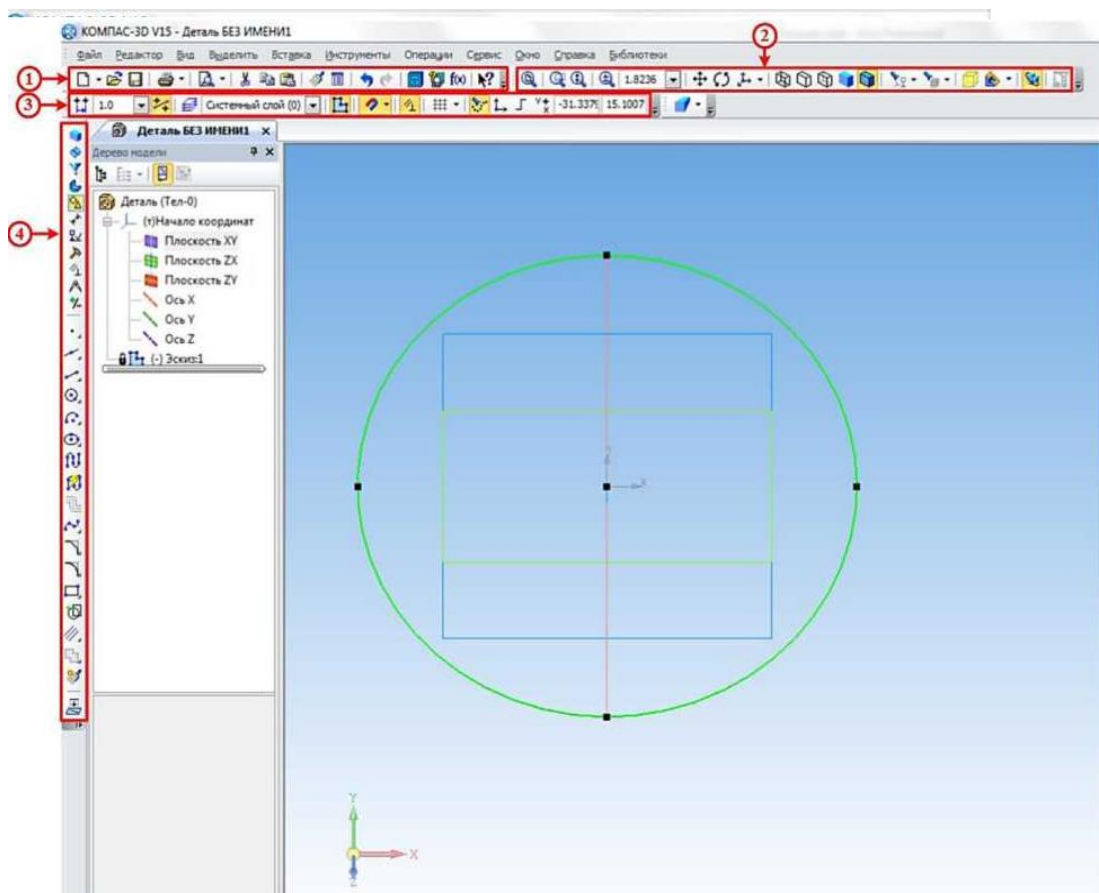 КОМПАС-3D V15 - Деталь БЕЗ ИМЕНИ1
2
Файл Редактор Вид Выделить Вставка Инструменты Операции Сервис Окно Справка Библиотеки
1 f(x) 1.8236
3 1.0 Системный слой (0) -31.3379 15.1007
Деталь БЕЗ ИМЕНИ1
Дерево модели
Деталь (Тел-0)
4 (т)Начало координат
Плоскость XY
Плоскость ZX
Плоскость ZY
Ось X
Ось Y
Ось Z
(-) Эскиз:1
X
Y
X
Z